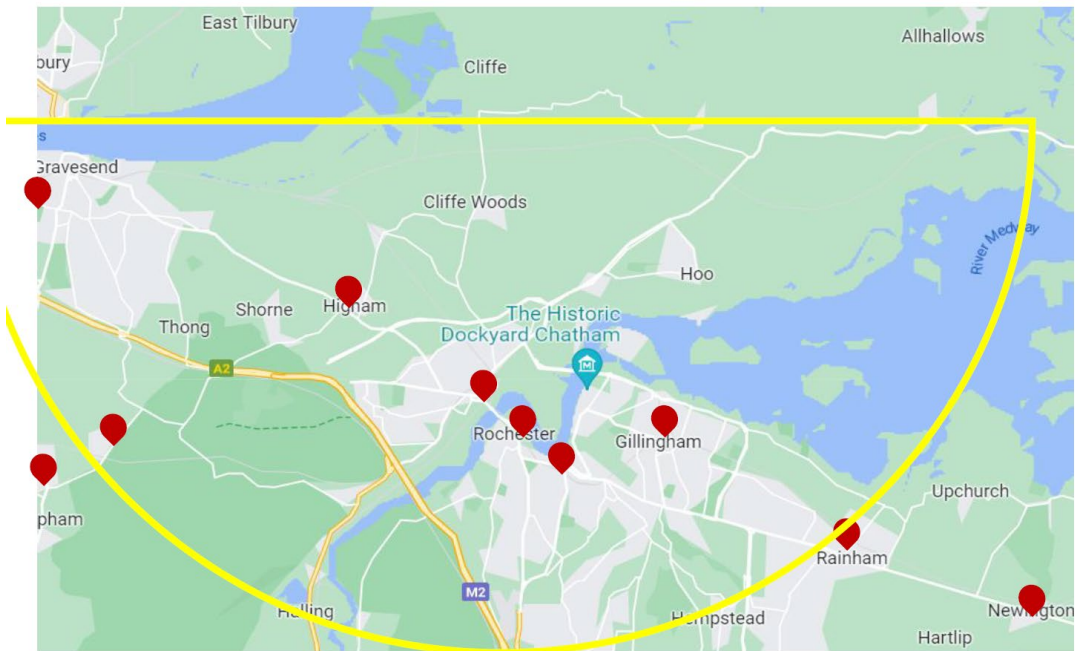 East Tilbury
Allhallows
bury
Cliffe
es
Gravesend
Cliffe Woods
River Medway
Hoo
Higham
Shorne
The Historic
Dockyard Chatham
Thong
A2
Rochester
Gillingham
Upchurch
pham
Rainham
M2
Halling
Hempstead
Newington
Hartlip